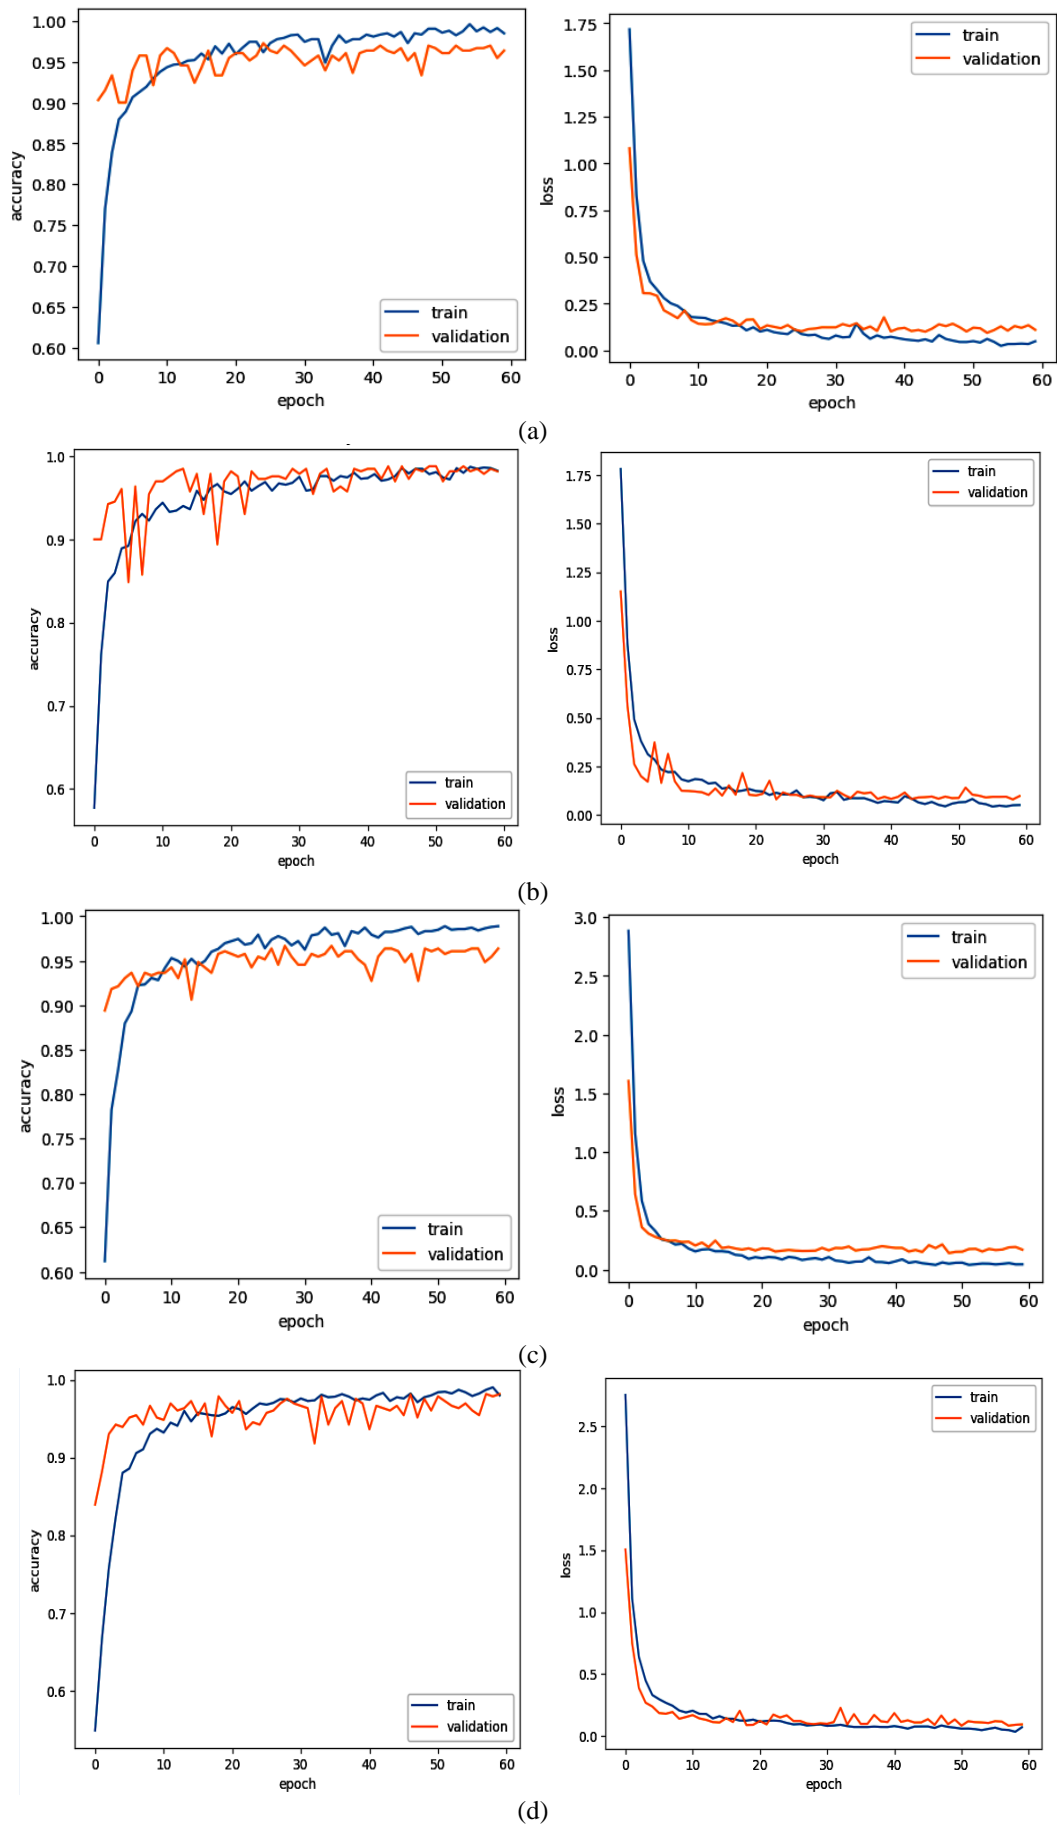 1.00
0.95
0.90
0.85
0.80
0.75
0.70
0.65
0.60
accuracy
train
validation
0 10 20 30 40 50 60
epoch
1.75
1.50
1.25
1.00
0.75
0.50
0.25
0.00
loss
train
validation
0 10 20 30 40 50 60
epoch
(a)
1.0
0.9
0.8
0.7
0.6
accuracy
train
validation
0 10 20 30 40 50 60
epoch
1.75
1.50
1.25
1.00
0.75
0.50
0.25
0.00
loss
train
validation
0 10 20 30 40 50 60
epoch
(b)
1.00
0.95
0.90
0.85
0.80
0.75
0.70
0.65
0.60
accuracy
train
validation
0 10 20 30 40 50 60
epoch
3.0
2.5
2.0
1.5
1.0
0.5
0.0
loss
train
validation
0 10 20 30 40 50 60
epoch
(c)
1.0
0.9
0.8
0.7
0.6
accuracy
train
validation
0 10 20 30 40 50 60
epoch
2.5
2.0
1.5
1.0
0.5
0.0
loss
train
validation
0 10 20 30 40 50 60
epoch
(d)